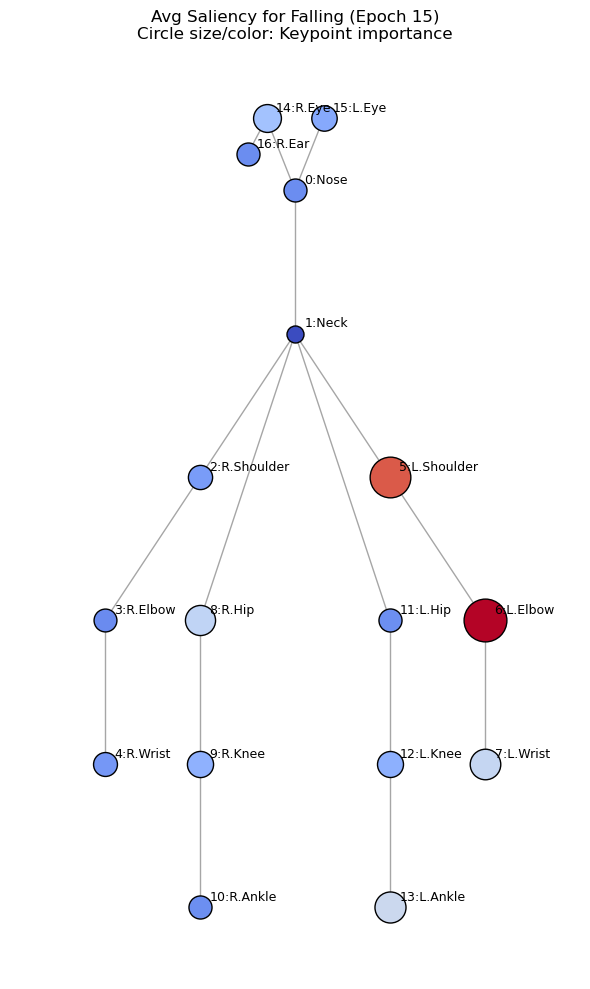 Avg Saliency for Falling (Epoch 15)
Circle size/color: Keypoint importance
14:R.Eye
15:L.Eye
16:R.Ear
0:Nose
1:Neck
2:R.Shoulder
5:L.Shoulder
3:R.Elbow
8:R.Hip
11:L.Hip
6:L.Elbow
4:R.Wrist
9:R.Knee
12:L.Knee
7:L.Wrist
10:R.Ankle
13:L.Ankle